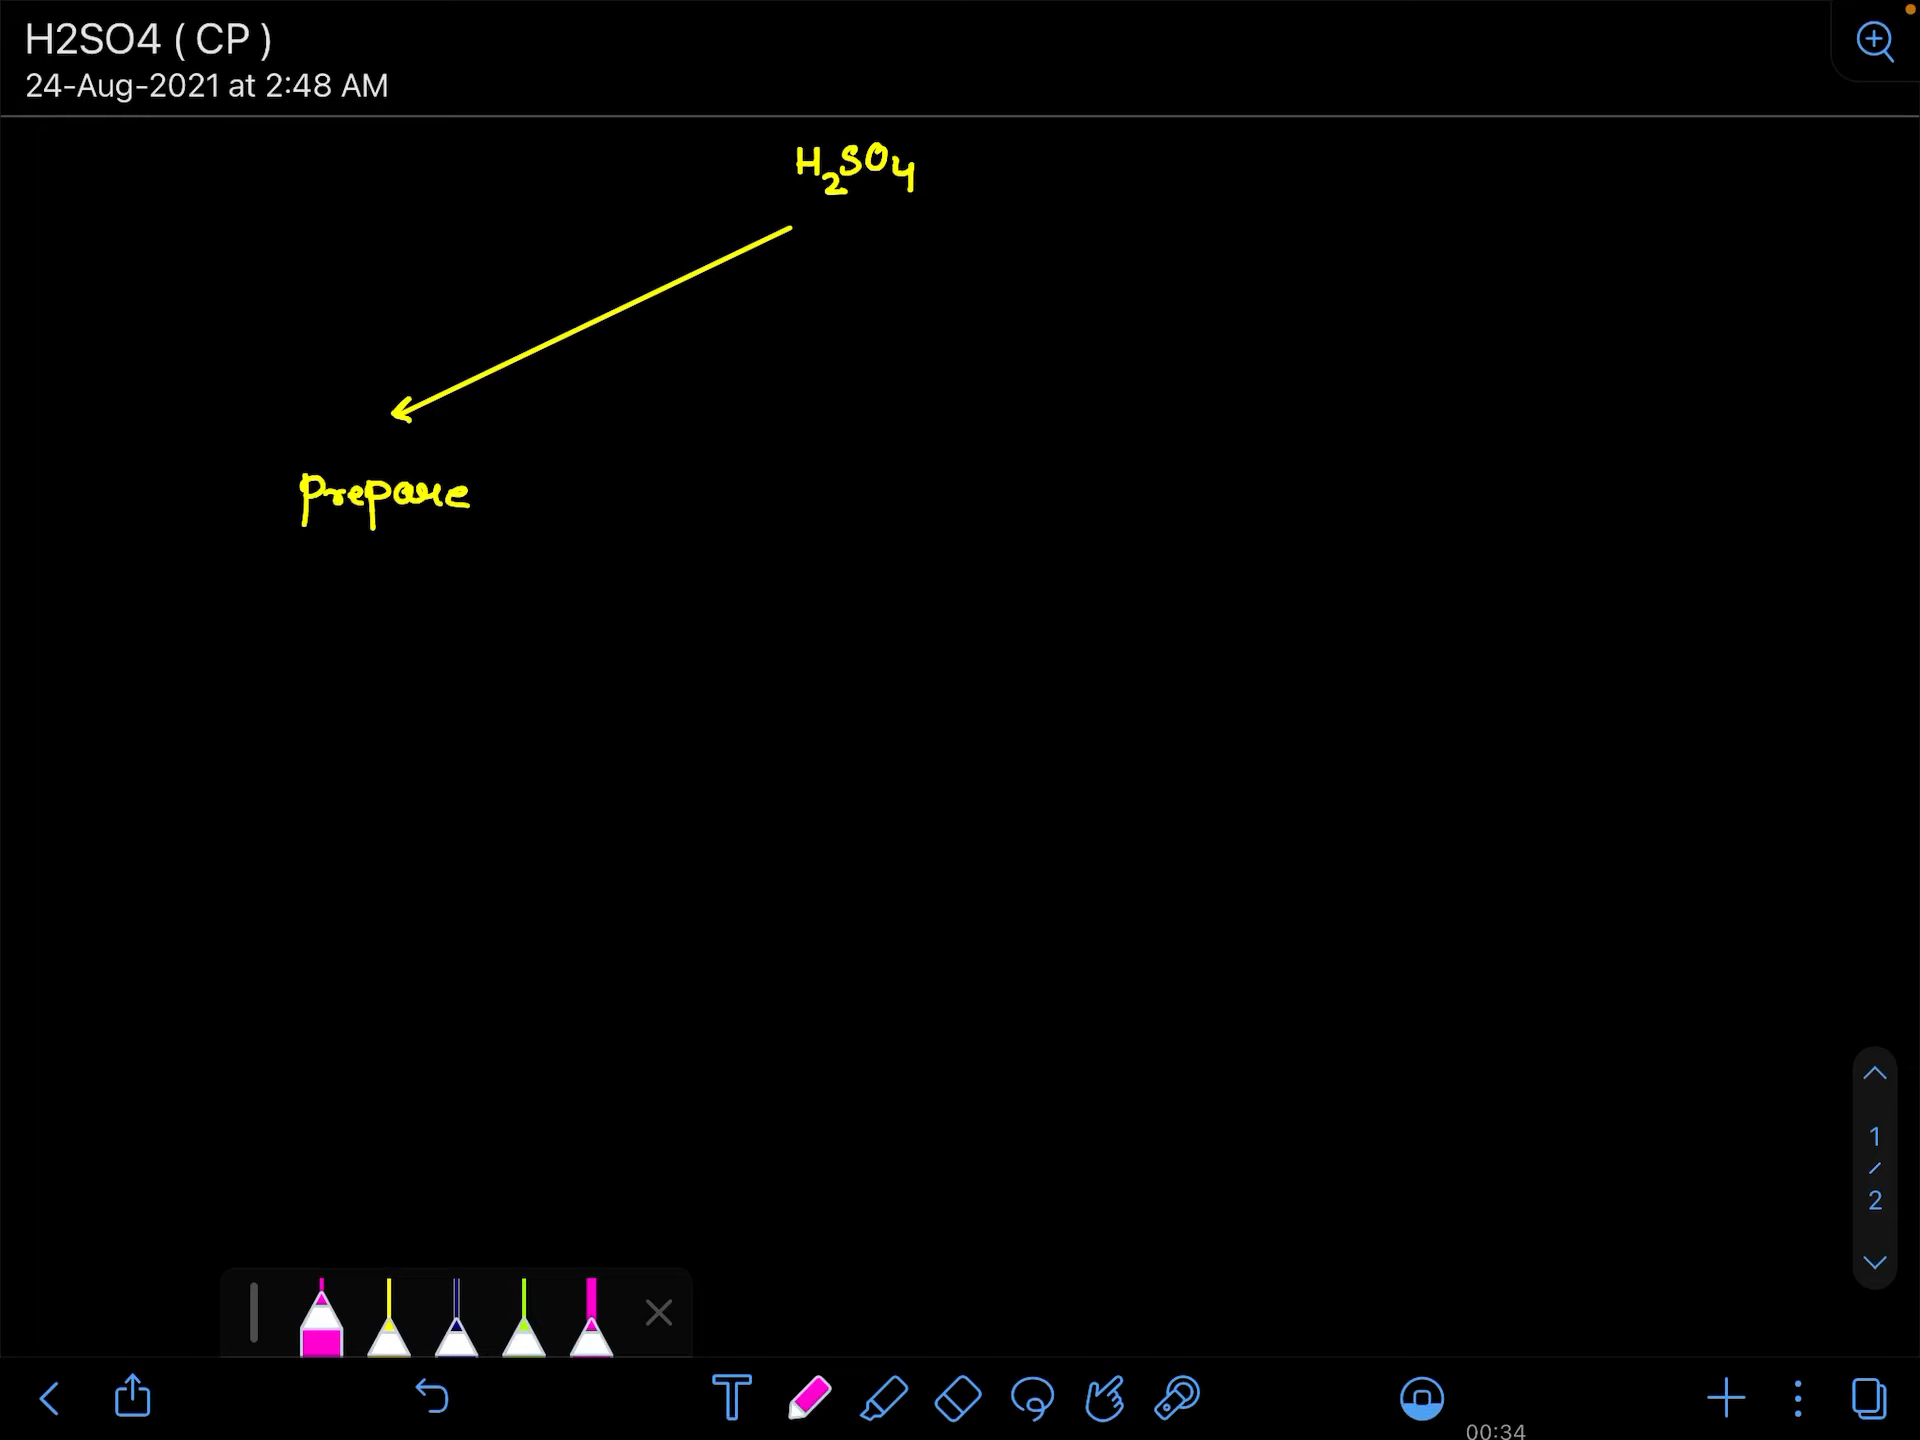 H2SO4 ( CP )
24-Aug-2021 at 2:48 AM
H₂SO₄
Prepare
1
/
2
00:34